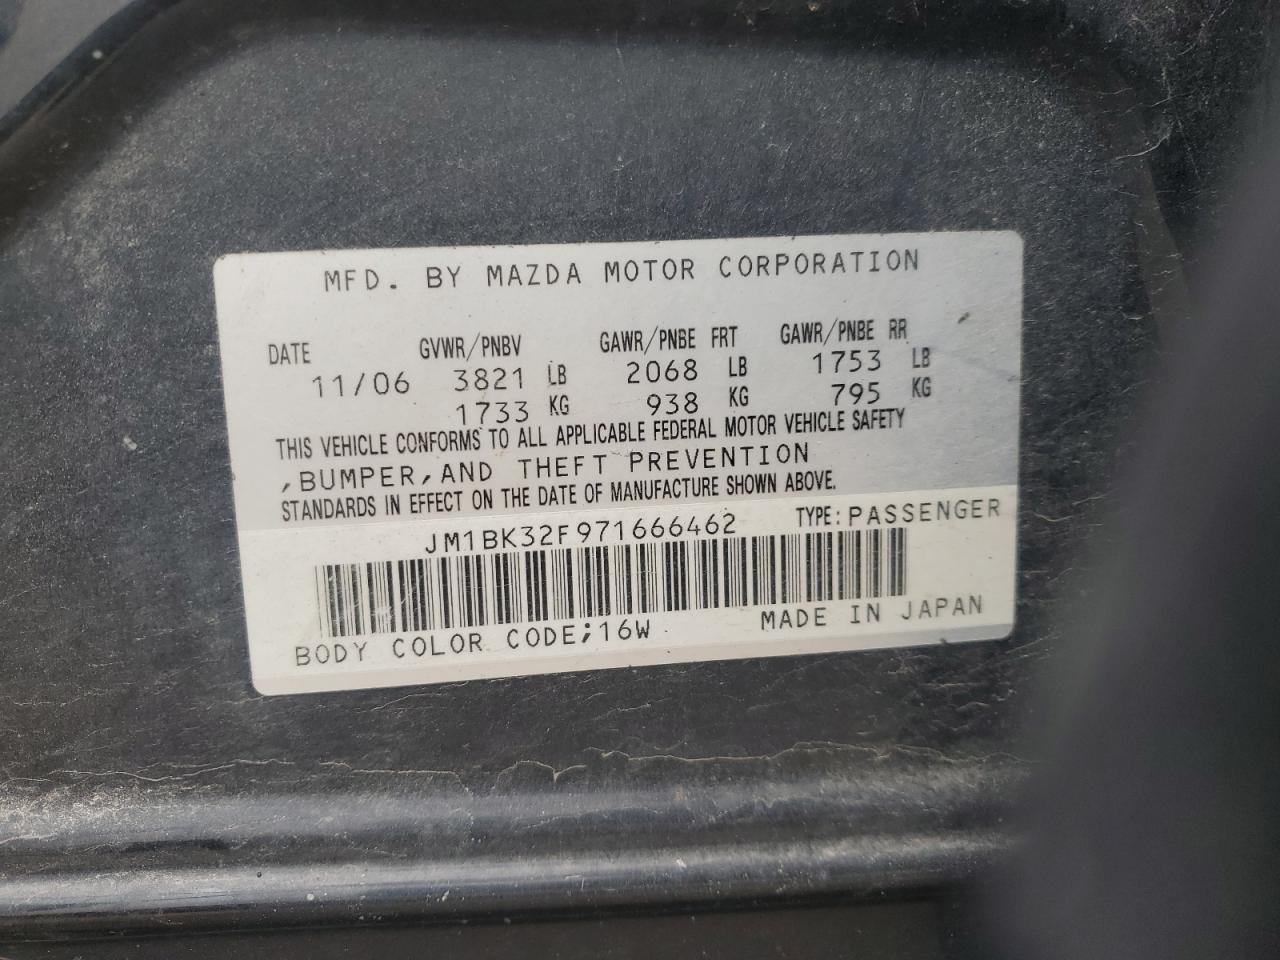 MFD. BY MAZDA MOTOR CORPORATION
DATE GVWR/PNBV GAWR/PNBE FRT GAWR/PNBE RR
11/06 3821 LB 2068 LB 1753 LB
1733 KG 938 KG 795 KG
THIS VEHICLE CONFORMS TO ALL APPLICABLE FEDERAL MOTOR VEHICLE SAFETY
,BUMPER,AND THEFT PREVENTION
STANDARDS IN EFFECT ON THE DATE OF MANUFACTURE SHOWN ABOVE.
JM1BK32F971666462 TYPE:PASSENGER
BODY COLOR CODE;16W MADE IN JAPAN